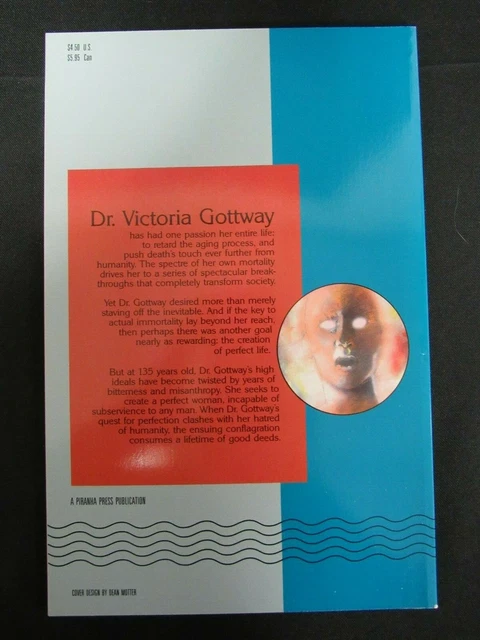 $4.50 U.S.
$5.95 Can
Dr. Victoria Gottway
has had one passion her entire life:
to retard the aging process, and
push death's touch ever further from
humanity. The spectre of her own mortality
drives her to a series of spectacular break-
throughs that completely transform society.
Yet Dr. Gottway desired more than merely
staving off the inevitable. And if the key to
actual immortality lay beyond her reach,
then perhaps there was another goal
nearly as rewarding: the creation
of perfect life.
But at 135 years old, Dr. Gottway's high
ideals have become twisted by years of
bitterness and misanthropy. She seeks to
create a perfect woman, incapable of
subservience to any man. When Dr. Gottway's
quest for perfection clashes with her hatred
of humanity, the ensuing conflagration
consumes a lifetime of good deeds.
A PIRANHA PRESS PUBLICATION
COVER DESIGN BY DEAN MOTTER